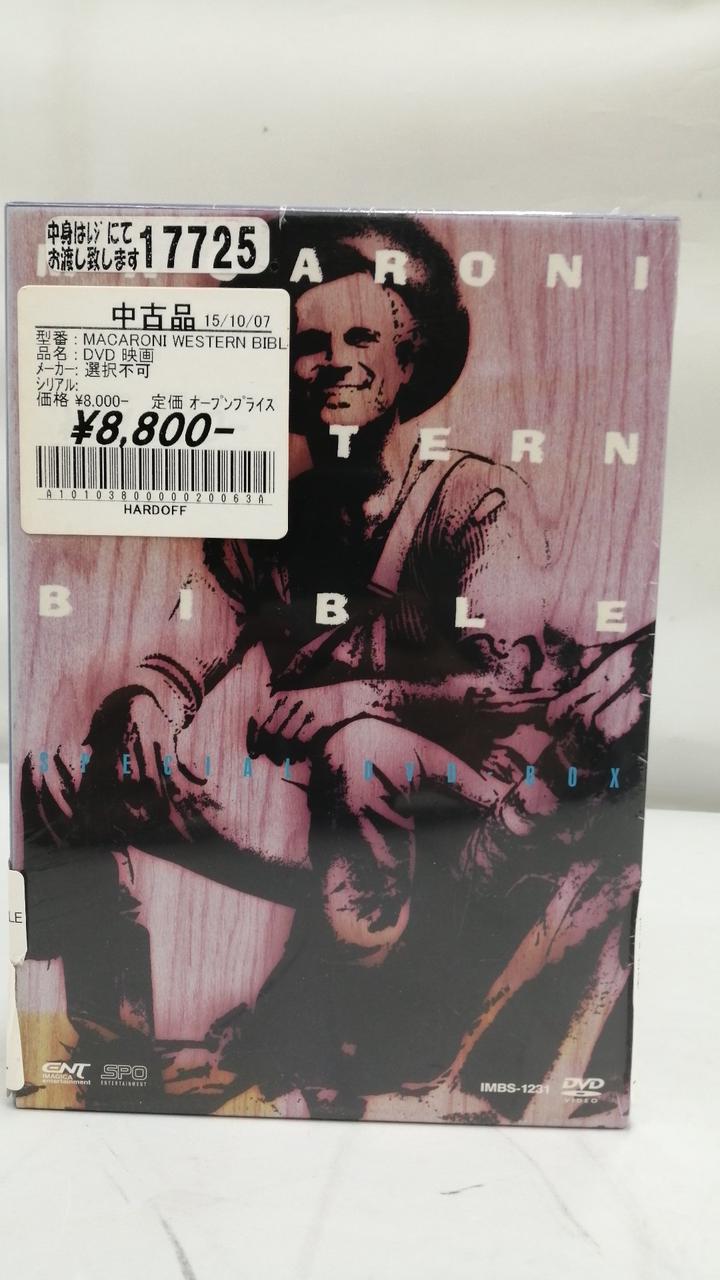 中身はﾚｼﾞにて
お渡し致します 17725
ARONI
中古品 15/10/07
型番：MACARONI WESTERN BIBL
品名：DVD 映画
ﾒｰｶｰ: 選択不可
ｼﾘｱﾙ:
価格 ¥8,000- 定価 ｵｰﾌﾟﾝﾌﾟﾗｲｽ
¥8,800-
A1010380000020063A
HARDOFF
TERN
BIBLE
SPECIAL DVD BOX
LE
ENT
IMAGICA
entertainment
SPO
ENTERTAINMENT
IMBS-1231
DVD
VIDEO